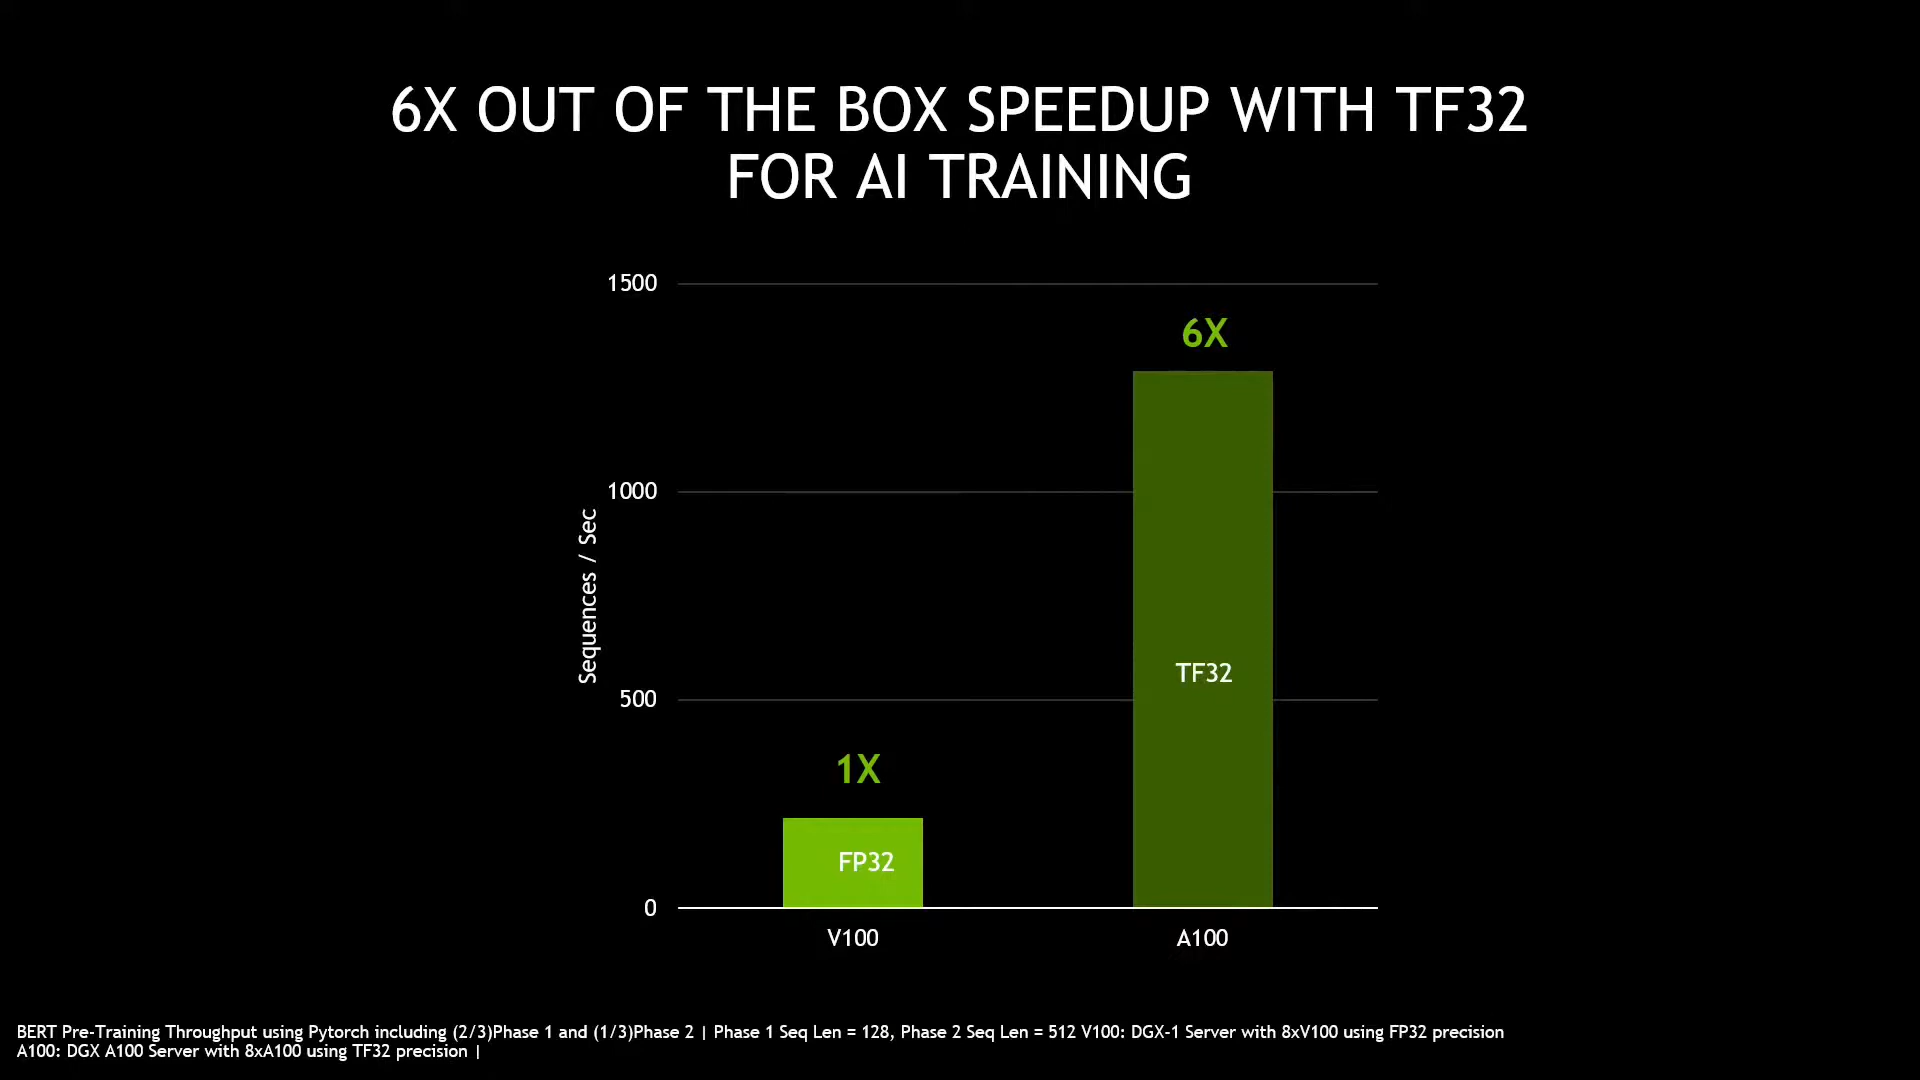 6X OUT OF THE BOX SPEEDUP WITH TF32
FOR AI TRAINING
1500
6X
1000
Sequences / Sec
TF32
500
1X
FP32
0
V100
A100
BERT Pre-Training Throughput using Pytorch including (2/3)Phase 1 and (1/3)Phase 2 | Phase 1 Seq Len = 128, Phase 2 Seq Len = 512 V100: DGX-1 Server with 8xV100 using FP32 precision
A100: DGX A100 Server with 8xA100 using TF32 precision |